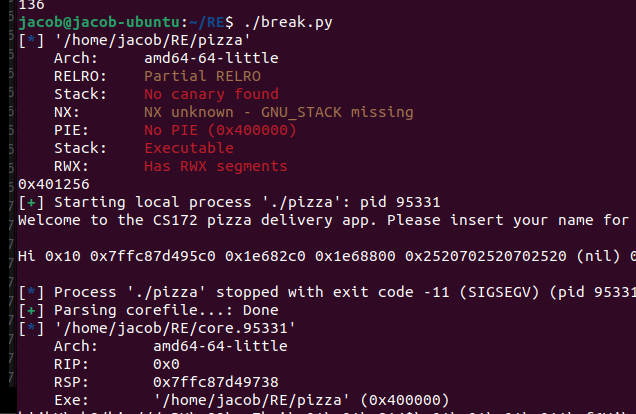 136
jacob@jacob-ubuntu:~/RE$ ./break.py
[*] '/home/jacob/RE/pizza'
    Arch:     amd64-64-little
    RELRO:    Partial RELRO
    Stack:    No canary found
    NX:       NX unknown - GNU_STACK missing
    PIE:      No PIE (0x400000)
    Stack:    Executable
    RWX:      Has RWX segments
0x401256
[+] Starting local process './pizza': pid 95331
Welcome to the CS172 pizza delivery app. Please insert your name for
Hi 0x10 0x7ffc87d495c0 0x1e682c0 0x1e68800 0x2520702520702520 (nil)
[*] Process './pizza' stopped with exit code -11 (SIGSEGV) (pid 95331
[+] Parsing corefile...: Done
[*] '/home/jacob/RE/core.95331'
    Arch:      amd64-64-little
    RIP:       0x0
    RSP:       0x7ffc87d49738
    Exe:       '/home/jacob/RE/pizza' (0x400000)